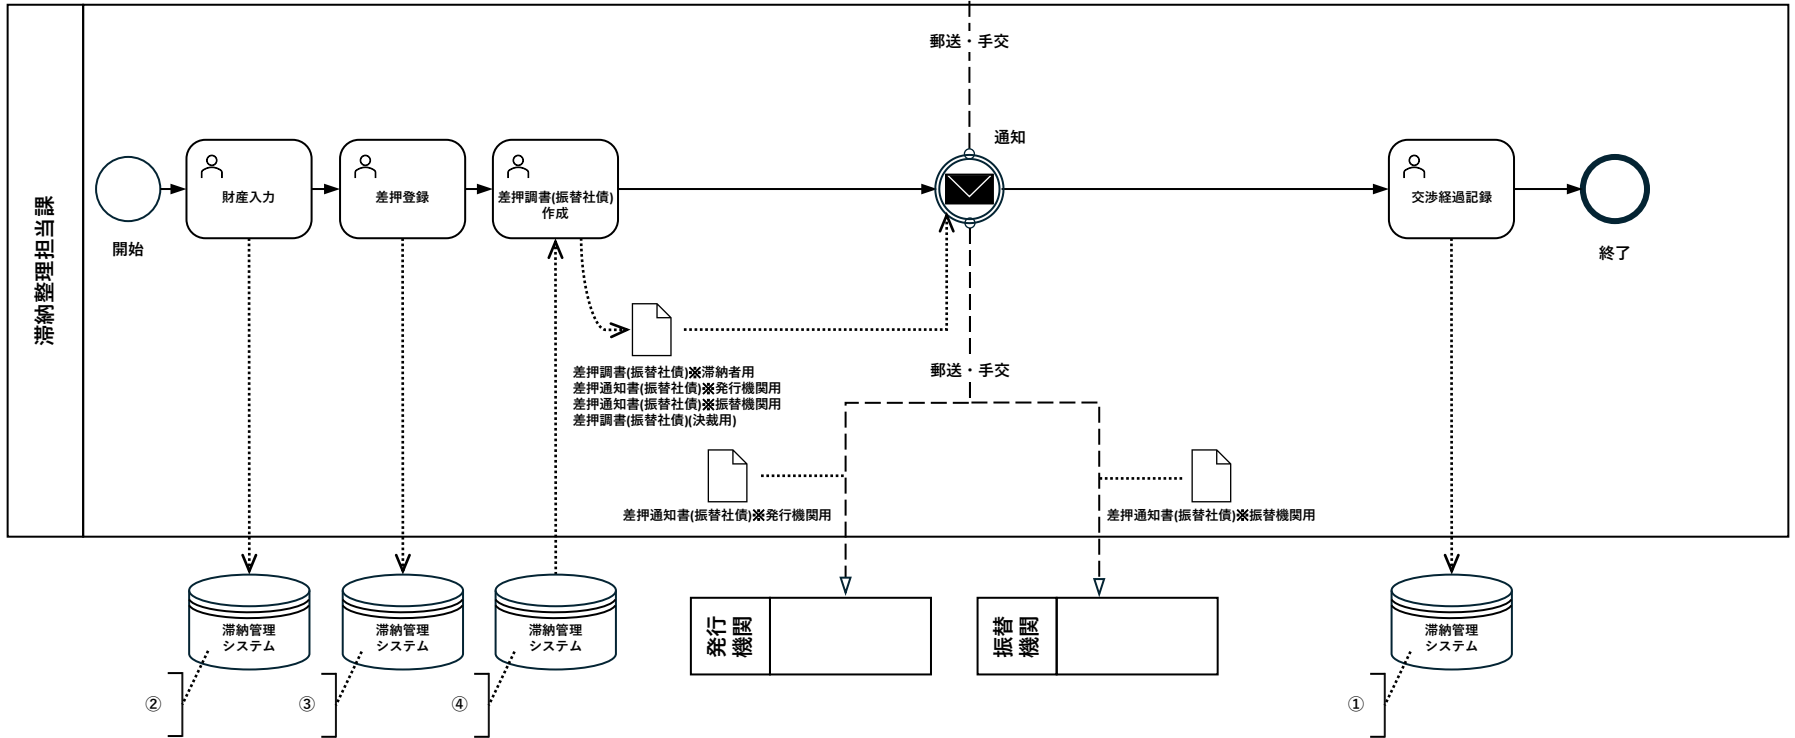 郵送・手交
通知
滞納整理担当課
開始
財産入力
差押登録
差押調書(振替社債)
作成
交渉経過記録
終了
差押調書(振替社債)※滞納者用
差押通知書(振替社債)※発行機関用
差押通知書(振替社債)※振替機関用
差押調書(振替社債)(決裁用)
郵送・手交
差押通知書(振替社債)※発行機関用
差押通知書(振替社債)※振替機関用
滞納管理
システム
滞納管理
システム
滞納管理
システム
発行
機関
振替
機関
滞納管理
システム
②
③
④
①